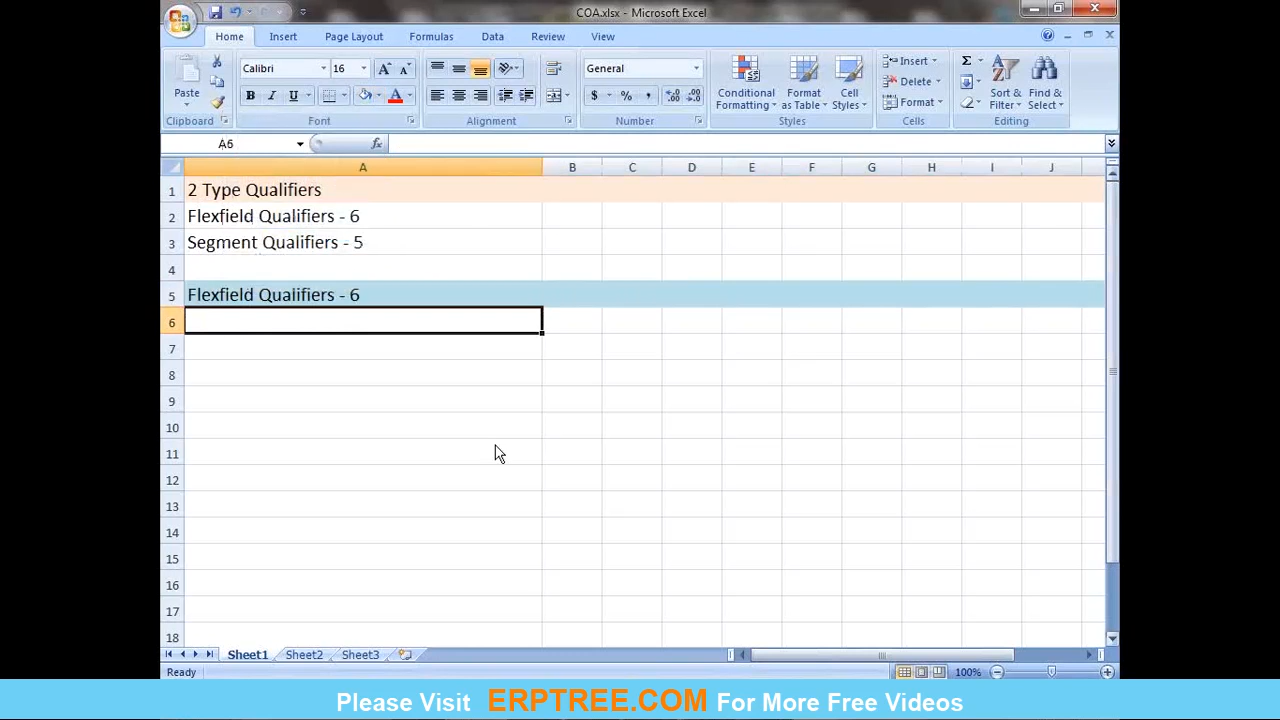 COA.xlsx - Microsoft Excel
Home Insert Page Layout Formulas Data Review View
Paste
Clipboard
Calibri 16
B I U A
Font
Alignment
General
$ % ,
Number
Conditional Formatting
Format as Table
Cell Styles
Styles
Insert
Delete
Format
Cells
Σ
Sort & Filter
Find & Select
Editing
A6 fx
A B C D E F G H I J
1 2 Type Qualifiers
2 Flexfield Qualifiers - 6
3 Segment Qualifiers - 5
4
5 Flexfield Qualifiers - 6
6
7
8
9
10
11
12
13
14
15
16
17
18
Sheet1 Sheet2 Sheet3
Ready 100%
Please Visit ERPTREE.COM For More Free Videos